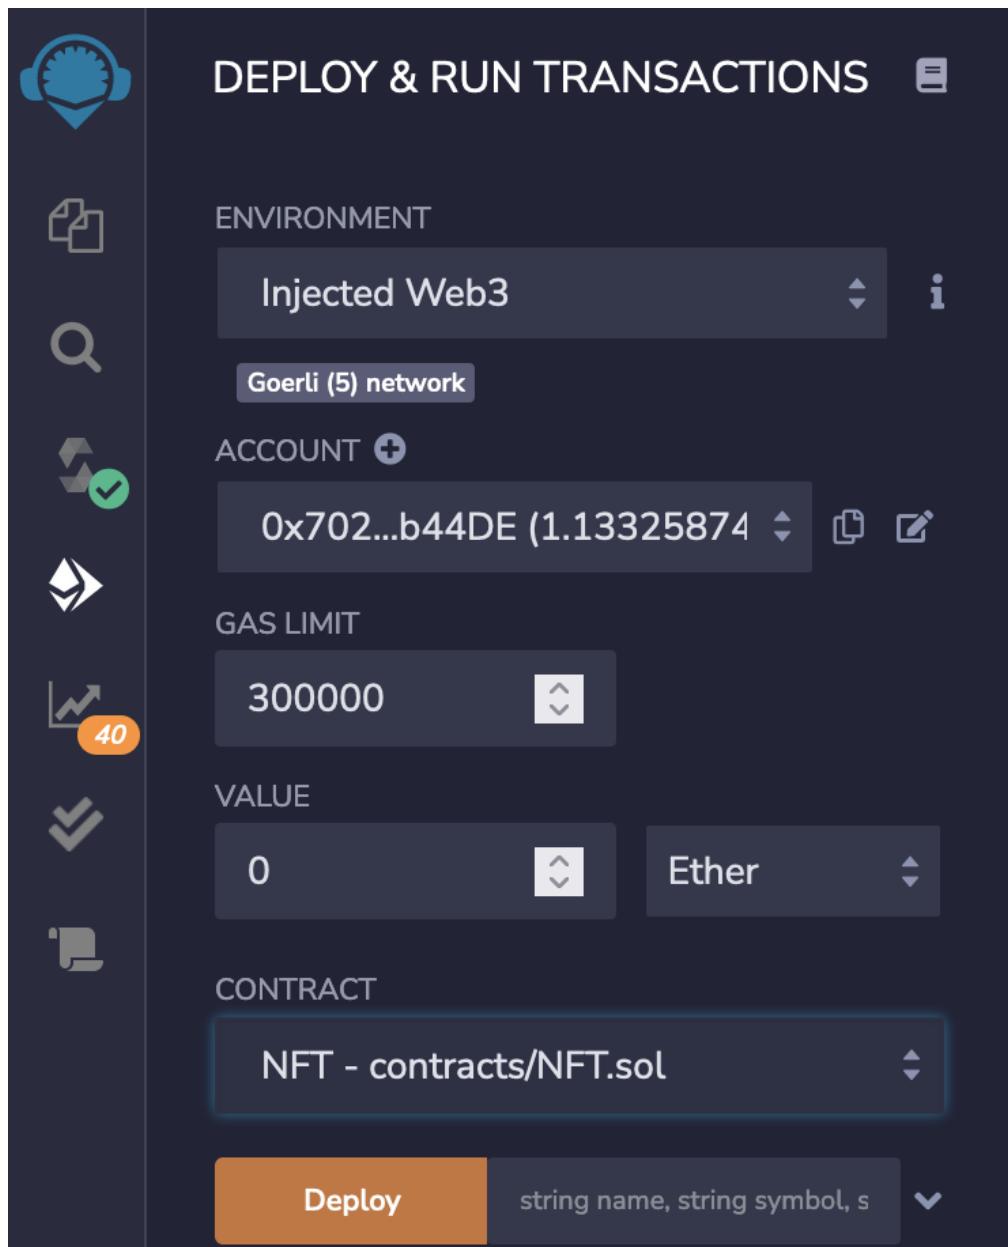 DEPLOY & RUN TRANSACTIONS
ENVIRONMENT
Injected Web3
Goerli (5) network
ACCOUNT
0x702...b44DE (1.13325874
GAS LIMIT
300000
40
VALUE
0
Ether
CONTRACT
NFT - contracts/NFT.sol
Deploy
string name, string symbol, s